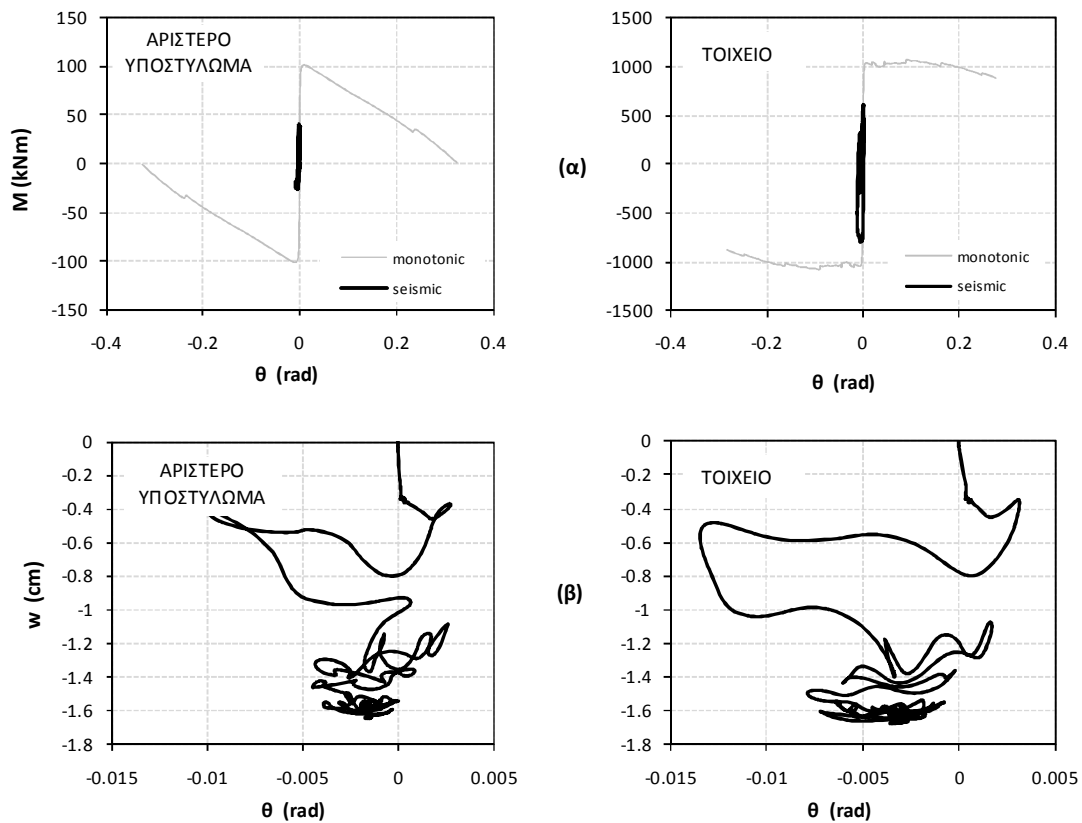 150
100
50
0
-50
-100
-150
M (kNm)
ΑΡΙΣΤΕΡΟ
ΥΠΟΣΤΥΛΩΜΑ
monotonic
seismic
-0.4 -0.2 0 0.2 0.4
θ (rad)
(α)
1500
1000
500
0
-500
-1000
-1500
ΤΟΙΧΕΙΟ
monotonic
seismic
-0.4 -0.2 0 0.2 0.4
θ (rad)
0
-0.2
-0.4
-0.6
-0.8
-1
-1.2
-1.4
-1.6
-1.8
w (cm)
ΑΡΙΣΤΕΡΟ
ΥΠΟΣΤΥΛΩΜΑ
-0.015 -0.01 -0.005 0 0.005
θ (rad)
(β)
0
-0.2
-0.4
-0.6
-0.8
-1
-1.2
-1.4
-1.6
-1.8
ΤΟΙΧΕΙΟ
-0.015 -0.01 -0.005 0 0.005
θ (rad)